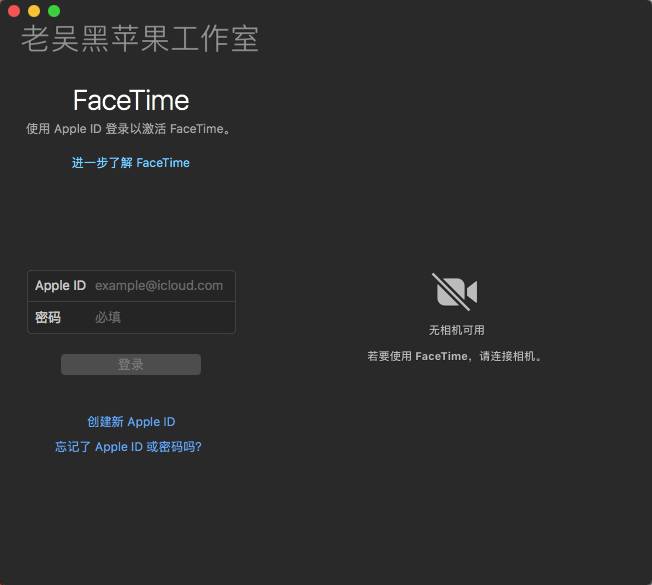 老吴黑苹果工作室
FaceTime
使用 Apple ID 登录以激活 FaceTime。
进一步了解 FaceTime
Apple ID example@icloud.com
密码 必填
登录
创建新 Apple ID
忘记了 Apple ID 或密码吗?
无相机可用
若要使用 FaceTime，请连接相机。